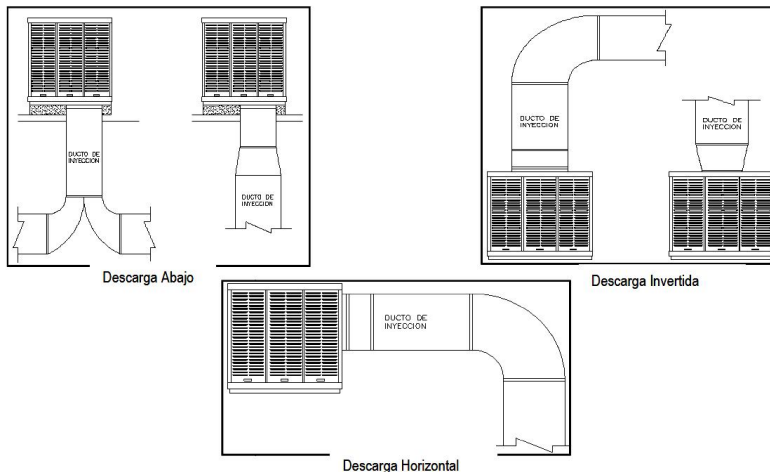 DUCTO DE
INYECCION
DUCTO DE
INYECCION
Descarga Abajo
DUCTO DE
INYECCION
DUCTO DE
INYECCION
Descarga Invertida
DUCTO DE
INYECCION
Descarga Horizontal